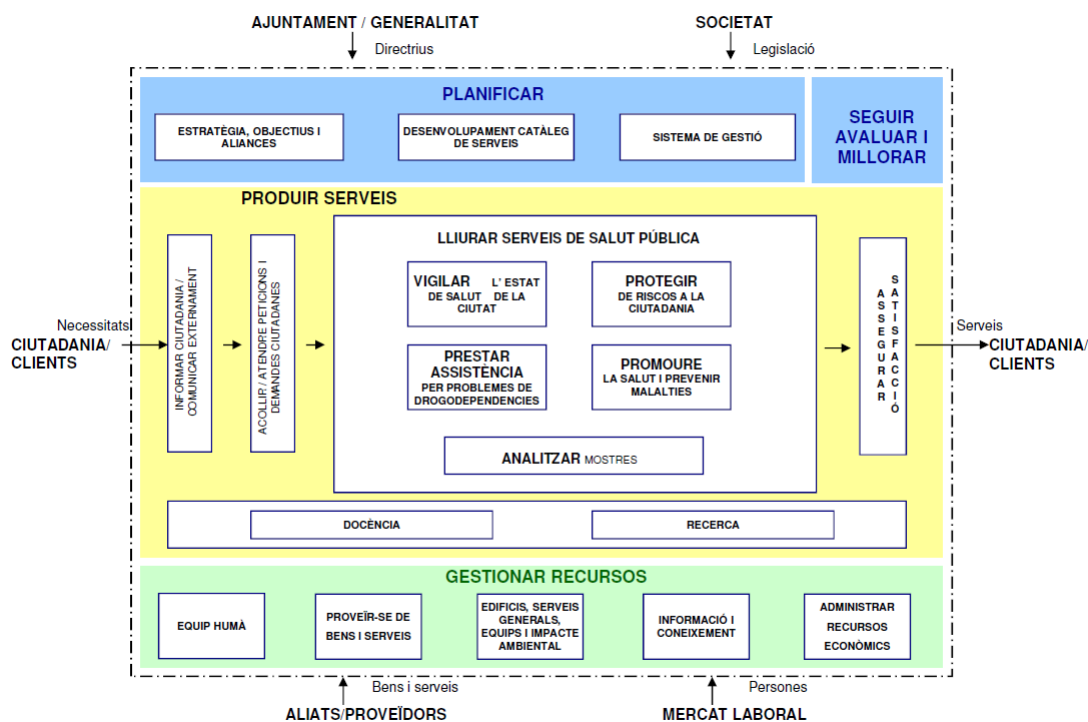 AJUNTAMENT / GENERALITAT
SOCIETAT
Directrius
Legislació
PLANIFICAR
ESTRATÈGIA, OBJECTIUS I
ALIANCES
DESENVOLUPAMENT CATÀLEG
DE SERVEIS
SISTEMA DE GESTIÓ
SEGUIR
AVALUAR I
MILLORAR
PRODUIR SERVEIS
Necessitats
CIUTADANIA/
CLIENTS
INFORMAR CIUTADANIA /
COMUNICAR EXTERNAMENT
ACOLLIR / ATENDRE PETICIONS I
DEMANDES CIUTADANES
LLIURAR SERVEIS DE SALUT PÚBLICA
VIGILAR L' ESTAT
DE SALUT DE LA
CIUTAT
PROTEGIR
DE RISCOS A LA
CIUTADANIA
PRESTAR
ASSISTÈNCIA
PER PROBLEMES DE
DROGODEPENDENCIES
PROMOURE
LA SALUT I PREVENIR
MALALTIES
ANALITZAR MOSTRES
ASSEGURAR
SATISFACCIÓ
Serveis
CIUTADANIA/
CLIENTS
DOCÈNCIA
RECERCA
GESTIONAR RECURSOS
EQUIP HUMÀ
PROVEÏR-SE DE
BENS I SERVEIS
EDIFICIS, SERVEIS
GENERALS,
EQUIPS I IMPACTE
AMBIENTAL
INFORMACIÓ I
CONEIXEMENT
ADMINISTRAR
RECURSOS
ECONÒMICS
Bens i serveis
Persones
ALIATS/PROVEÏDORS
MERCAT LABORAL